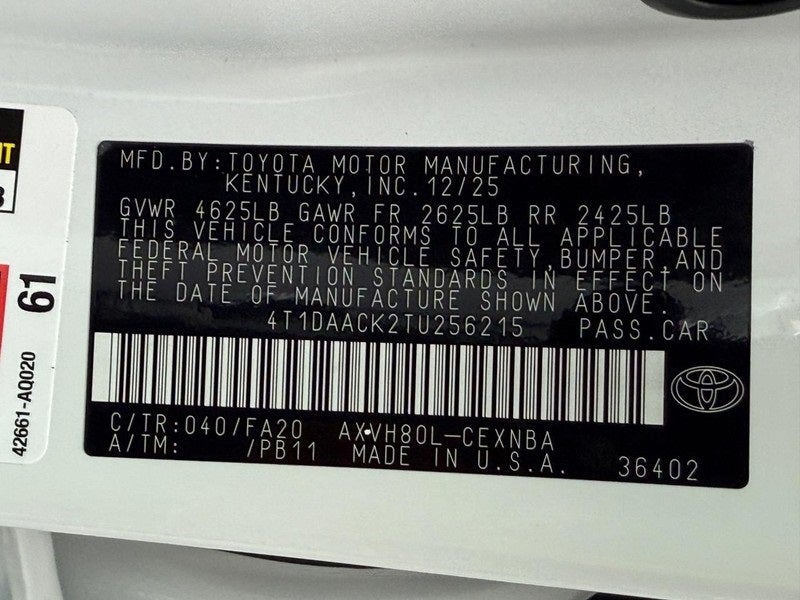 MFD.BY:TOYOTA MOTOR MANUFACTURING,
KENTUCKY,INC.12/25
GVWR 4625LB GAWR FR 2625LB RR 2425LB
THIS VEHICLE CONFORMS TO ALL APPLICABLE
FEDERAL MOTOR VEHICLE SAFETY,BUMPER,AND
THEFT PREVENTION STANDARDS IN EFFECT ON
THE DATE OF MANUFACTURE SHOWN ABOVE.
4T1DAACK2TU256215 PASS.CAR
C/TR:040/FA20 AXVH80L-CEXNBA
A/TM: /PB11 MADE IN U.S.A. 36402
61
42661-AQ020